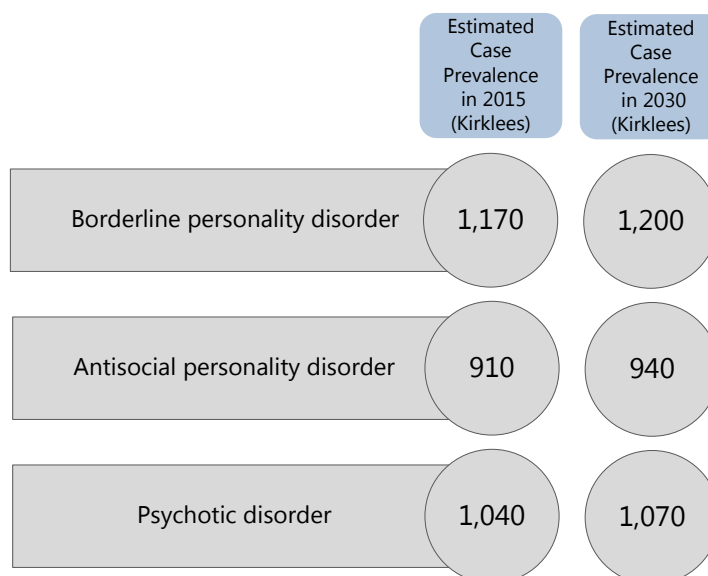 Estimated
Case
Prevalence
in 2015
(Kirklees)
Estimated
Case
Prevalence
in 2030
(Kirklees)
Borderline personality disorder 1,170 1,200
Antisocial personality disorder 910 940
Psychotic disorder 1,040 1,070